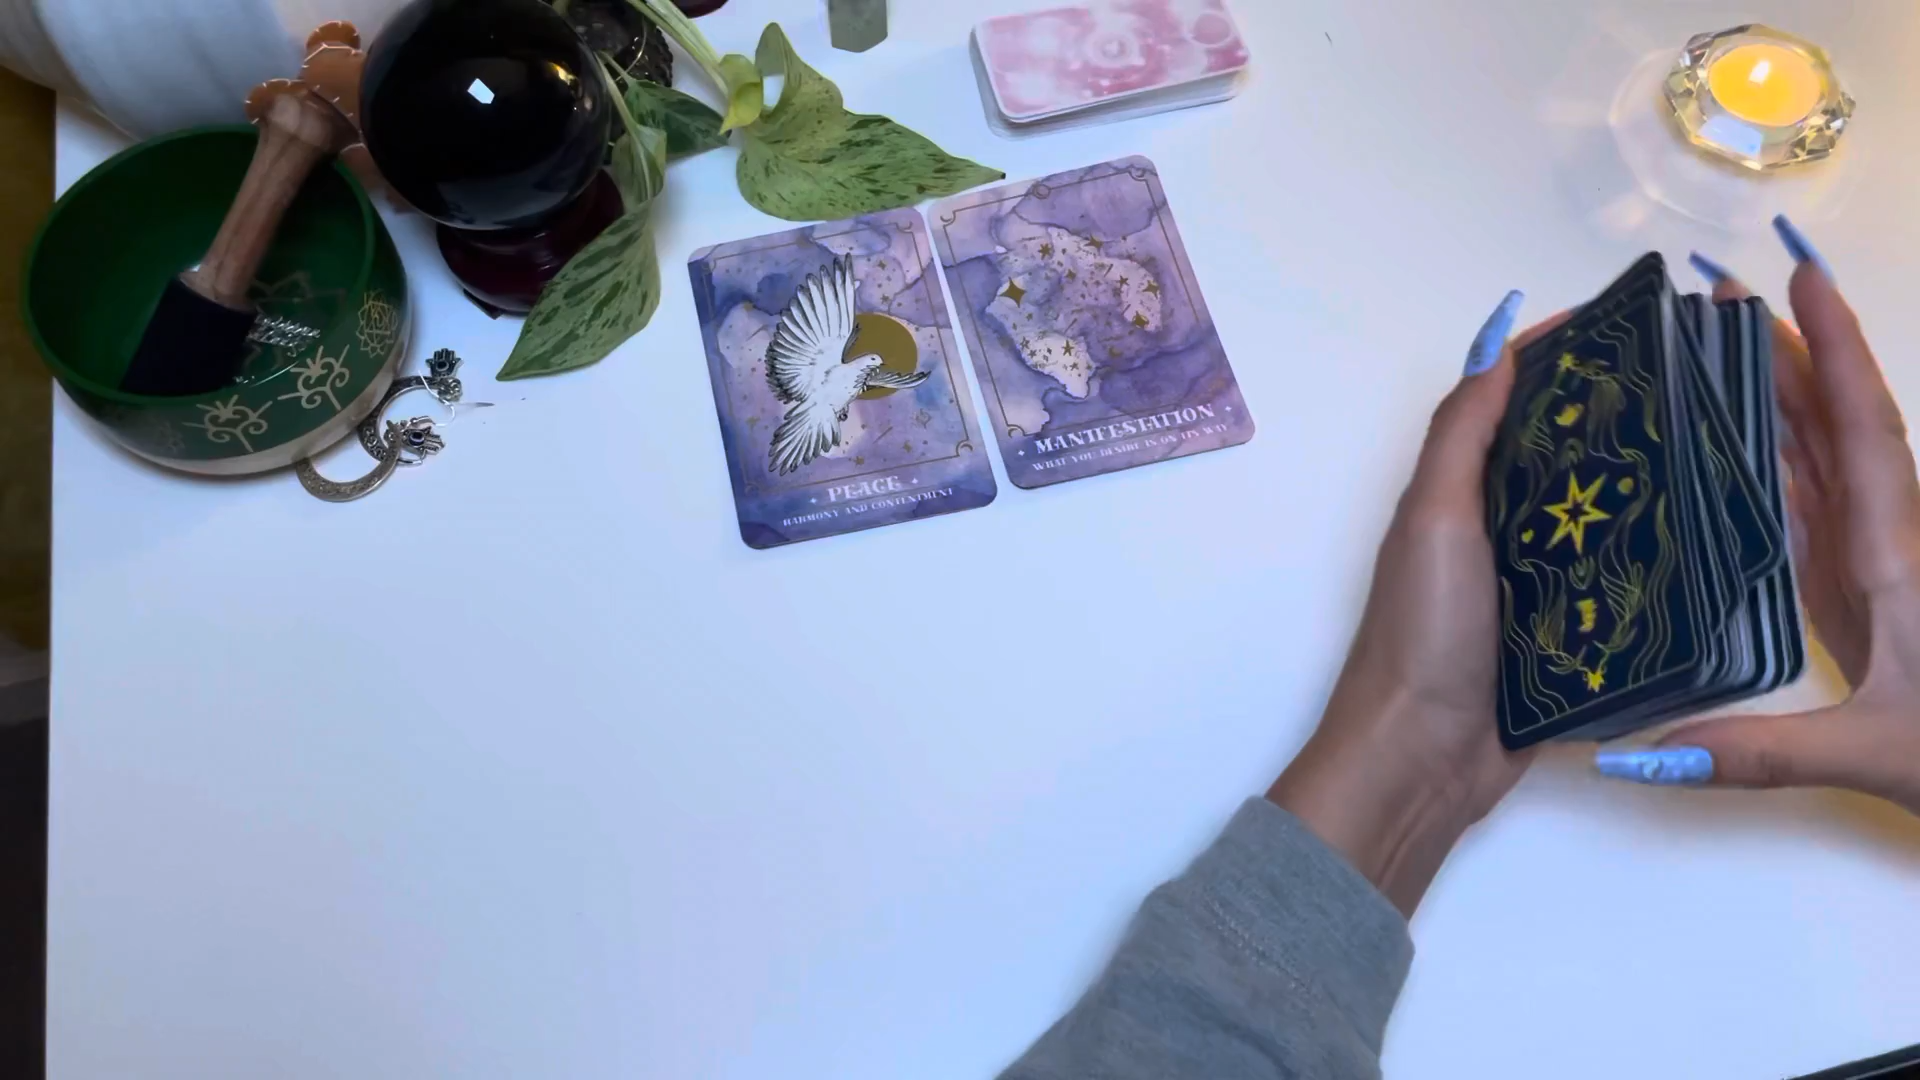 PEACE
HARMONY AND CONTENTMENT
MANIFESTATION
WHAT YOU DESIRE IS ON ITS WAY